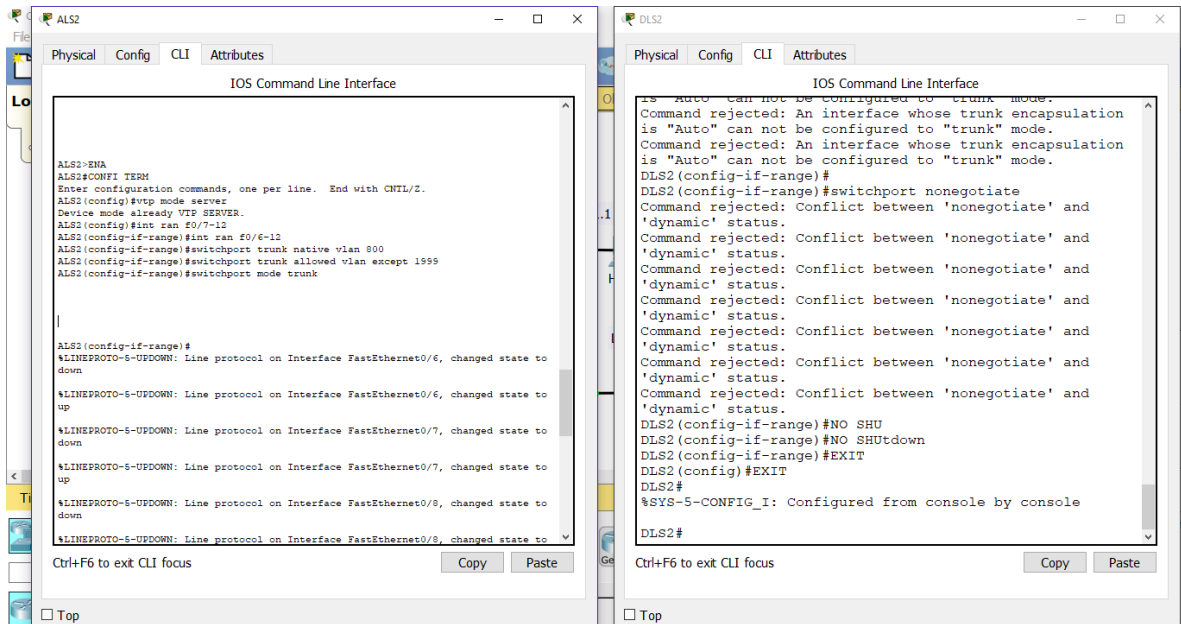 ALS2
DLS2
File
Physical Config CLI Attributes
Physical Config CLI Attributes
IOS Command Line Interface
IOS Command Line Interface
Lo
ALS2>ENA
ALS2#CONFI TERM
Enter configuration commands, one per line. End with CNTL/Z.
ALS2(config)#vtp mode server
Device mode already VTP SERVER.
ALS2(config)#int ran f0/7-12
ALS2(config-if-range)#int ran f0/6-12
ALS2(config-if-range)#switchport trunk native vlan 800
ALS2(config-if-range)#switchport trunk allowed vlan except 1999
ALS2(config-if-range)#switchport mode trunk
ALS2(config-if-range)#
%LINEPROTO-5-UPDOWN: Line protocol on Interface FastEthernet0/6, changed state to
down
%LINEPROTO-5-UPDOWN: Line protocol on Interface FastEthernet0/6, changed state to
up
%LINEPROTO-5-UPDOWN: Line protocol on Interface FastEthernet0/7, changed state to
down
%LINEPROTO-5-UPDOWN: Line protocol on Interface FastEthernet0/7, changed state to
up
%LINEPROTO-5-UPDOWN: Line protocol on Interface FastEthernet0/8, changed state to
down
%LINEPROTO-5-UPDOWN: Line protocol on Interface FastEthernet0/8, changed state to
Ctrl+F6 to exit CLI focus
Copy Paste
Top
.1
is "Auto" can not be configured to "trunk" mode.
Command rejected: An interface whose trunk encapsulation
is "Auto" can not be configured to "trunk" mode.
Command rejected: An interface whose trunk encapsulation
is "Auto" can not be configured to "trunk" mode.
DLS2(config-if-range)#
DLS2(config-if-range)#switchport nonegotiate
Command rejected: Conflict between 'nonegotiate' and
'dynamic' status.
Command rejected: Conflict between 'nonegotiate' and
'dynamic' status.
Command rejected: Conflict between 'nonegotiate' and
'dynamic' status.
Command rejected: Conflict between 'nonegotiate' and
'dynamic' status.
Command rejected: Conflict between 'nonegotiate' and
'dynamic' status.
Command rejected: Conflict between 'nonegotiate' and
'dynamic' status.
Command rejected: Conflict between 'nonegotiate' and
'dynamic' status.
DLS2(config-if-range)#NO SHU
DLS2(config-if-range)#NO SHUtdown
DLS2(config-if-range)#EXIT
DLS2(config)#EXIT
DLS2#
%SYS-5-CONFIG_I: Configured from console by console
DLS2#
Ctrl+F6 to exit CLI focus
Copy Paste
Top
Ti
Ge